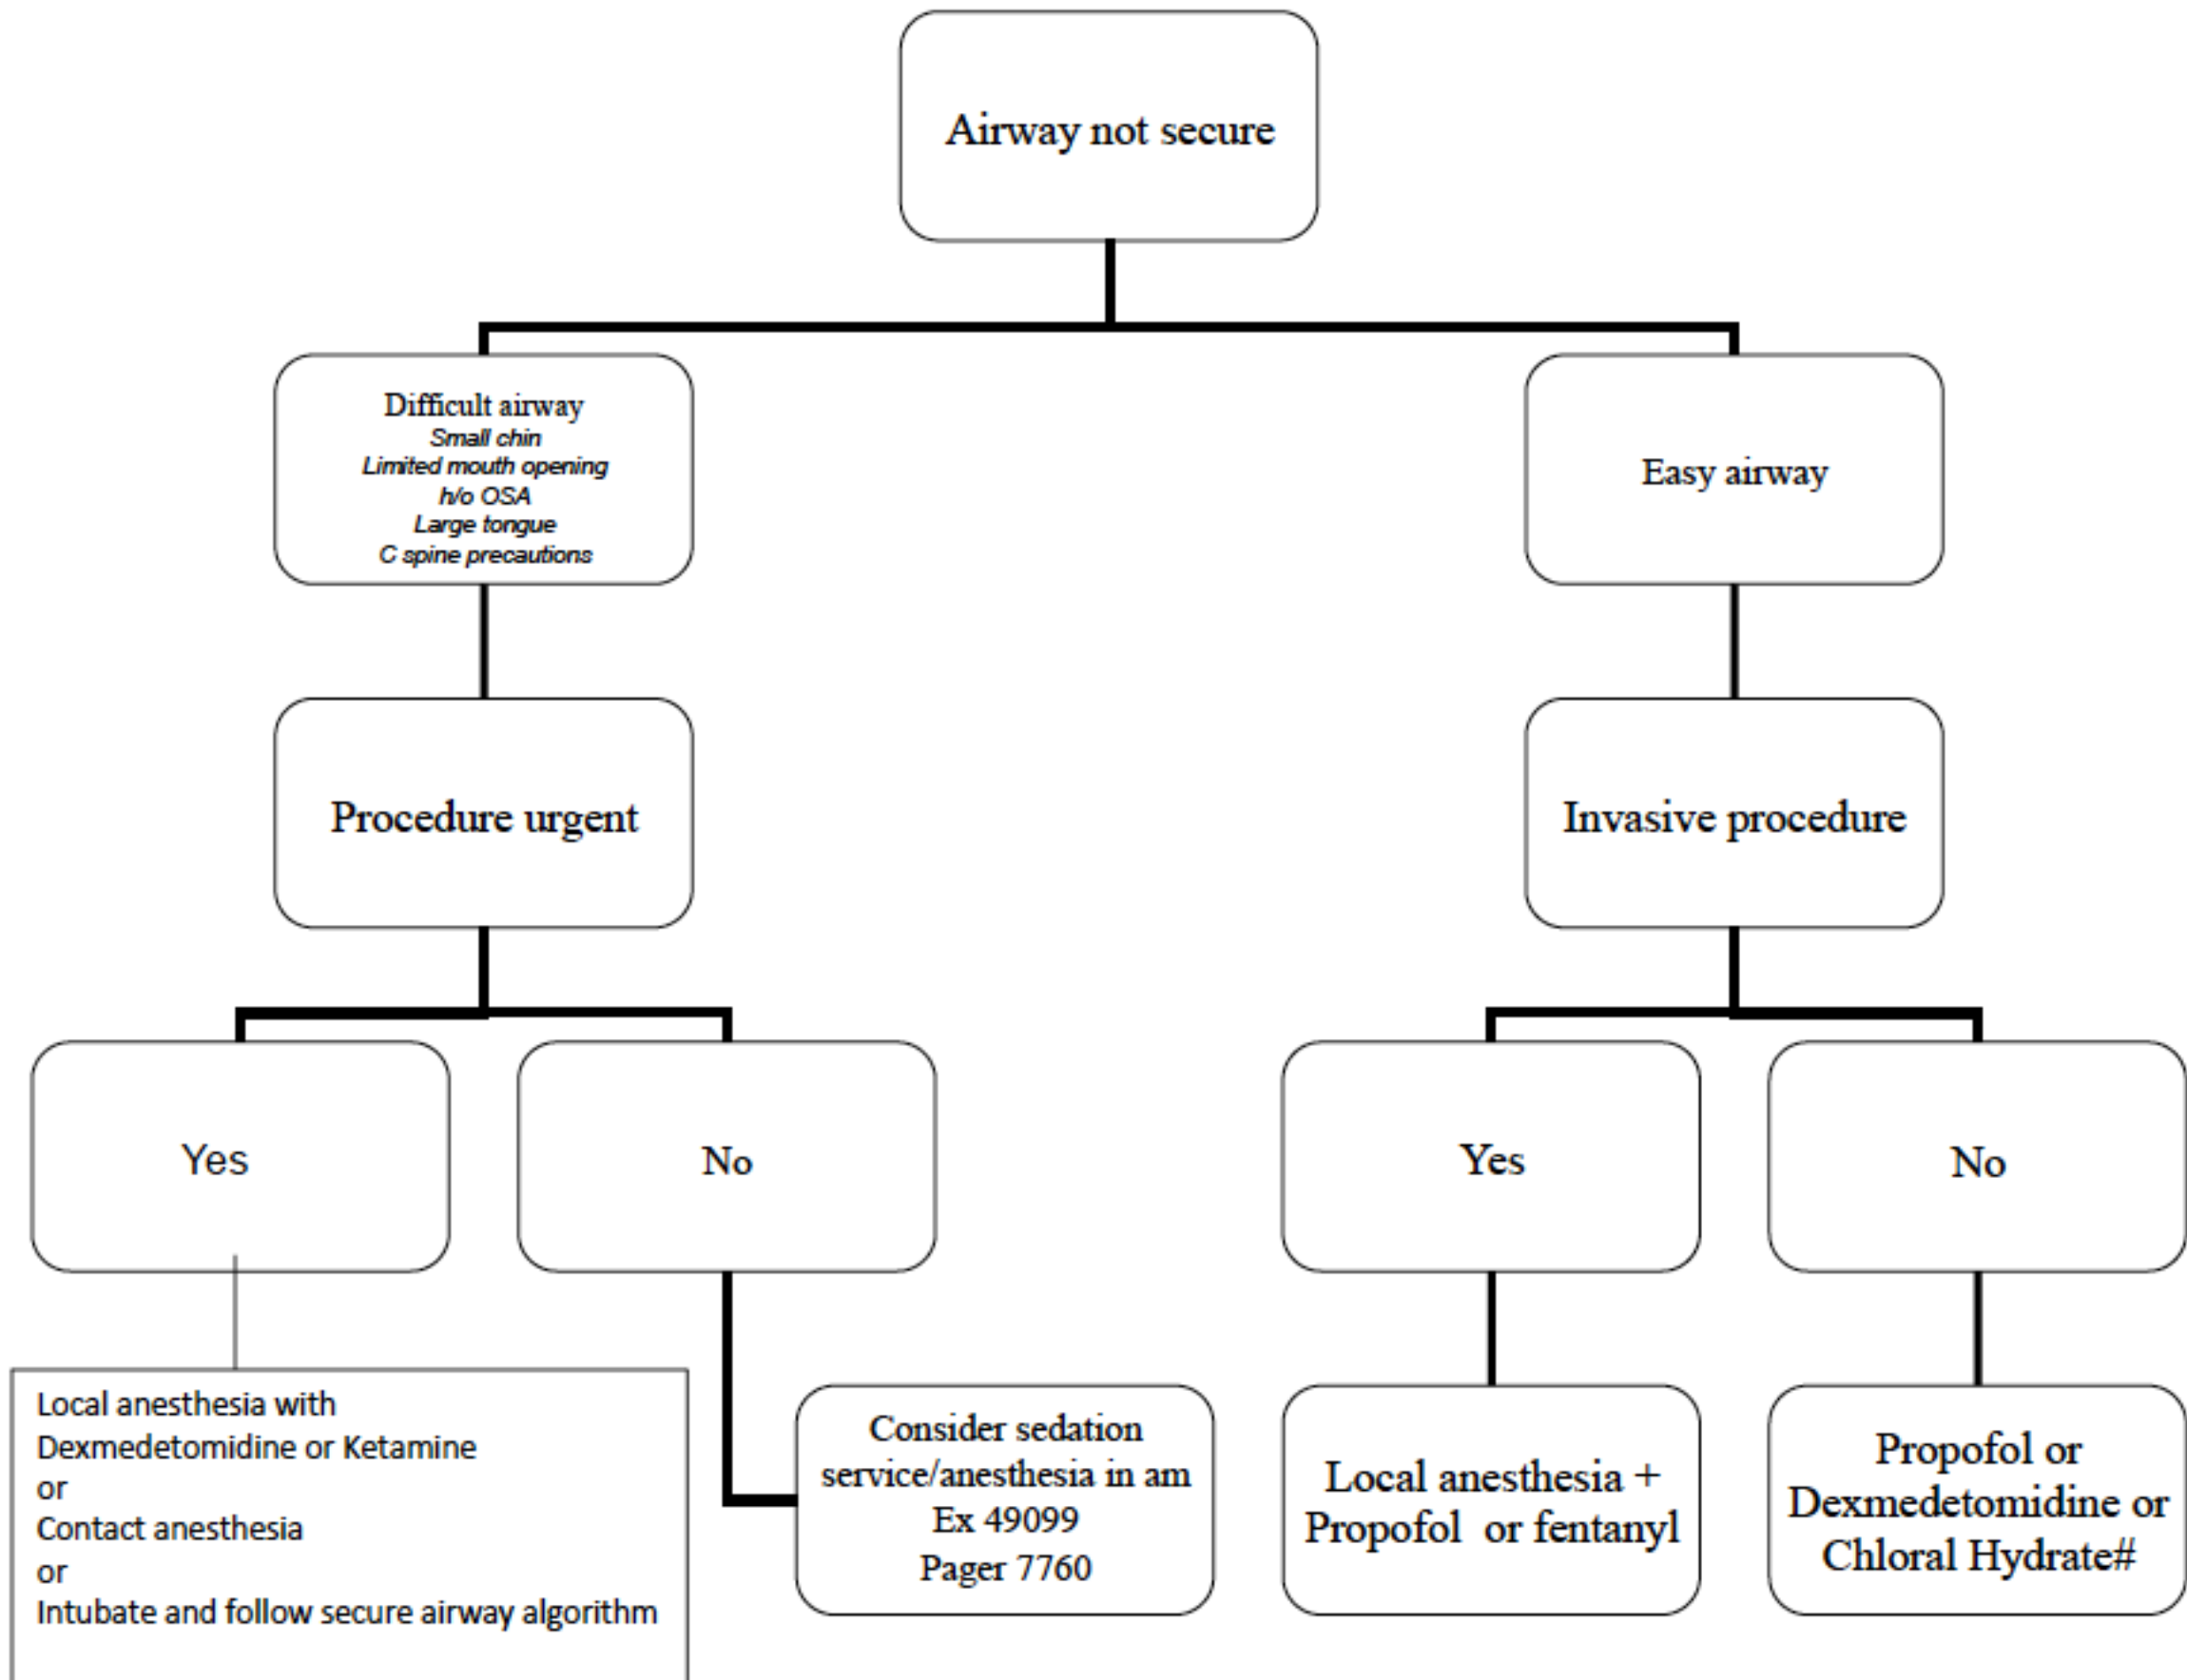 Airway not secure
Difficult airway
Small chin
Limited mouth opening
h/o OSA
Large tongue
C spine precautions
Easy airway
Procedure urgent
Invasive procedure
Yes
No
Yes
No
Local anesthesia with
Dexmedetomidine or Ketamine
or
Contact anesthesia
or
Intubate and follow secure airway algorithm
Consider sedation
service/anesthesia in am
Ex 49099
Pager 7760
Local anesthesia +
Propofol or fentanyl
Propofol or
Dexmedetomidine or
Chloral Hydrate#